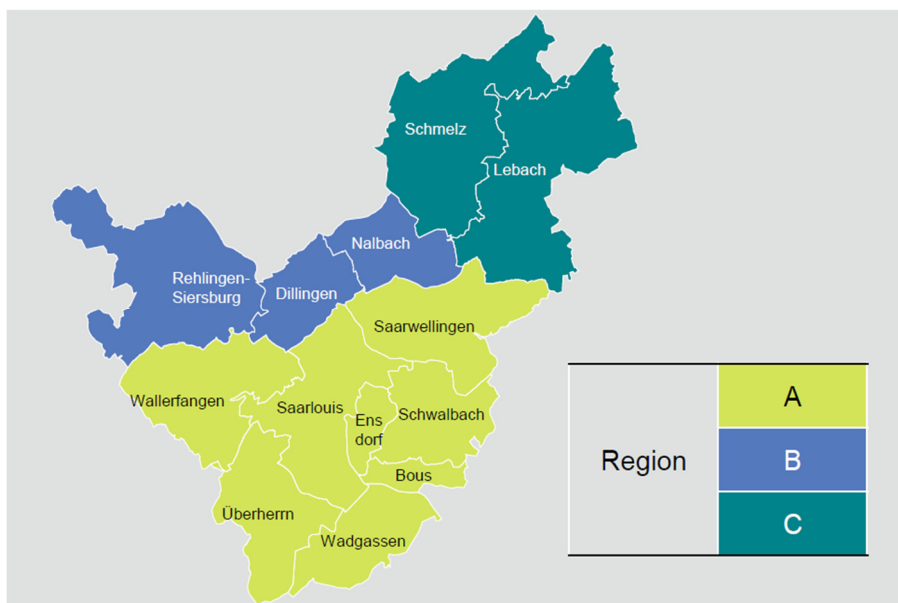 Schmelz
Lebach
Nalbach
Rehlingen-
Siersburg
Dillingen
Saarwellingen
Wallerfangen
Saarlouis
Ens
dorf
Schwalbach
Bous
Überherrn
Wadgassen
Region
A
B
C